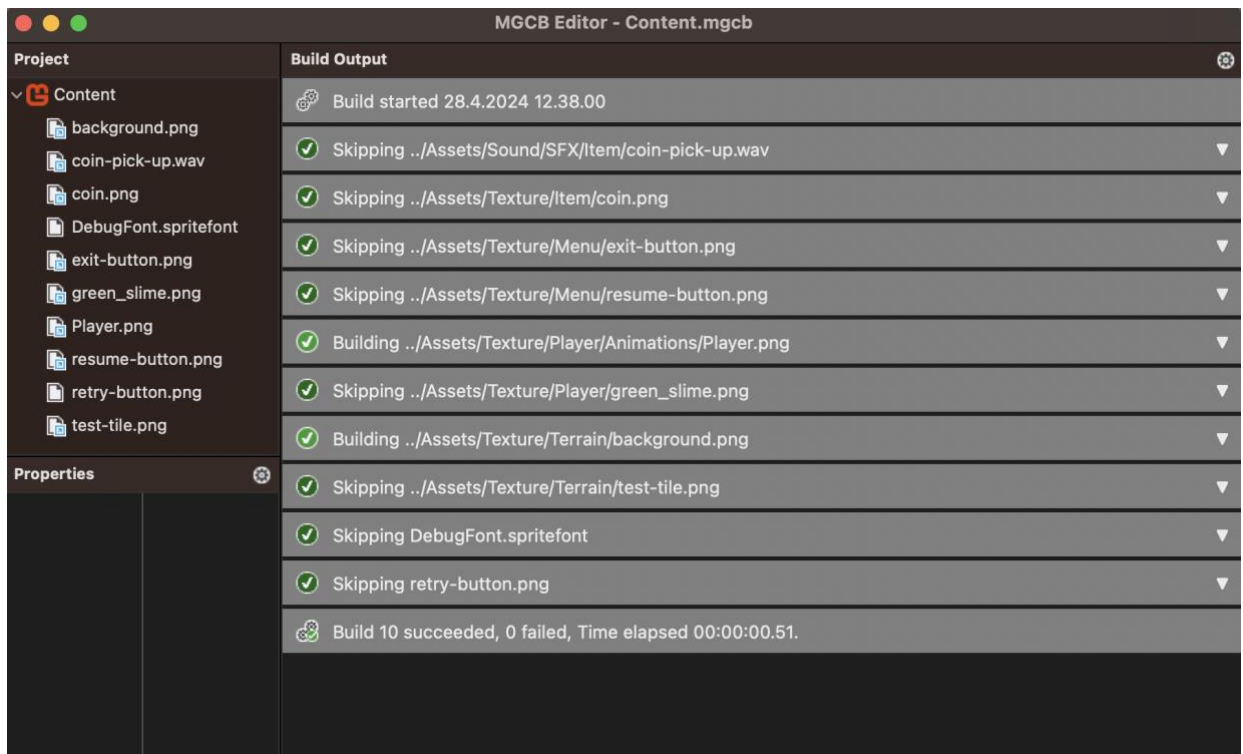 MGCB Editor - Content.mgcb
Project
Content
background.png
coin-pick-up.wav
coin.png
DebugFont.spritefont
exit-button.png
green_slime.png
Player.png
resume-button.png
retry-button.png
test-tile.png
Properties
Build Output
Build started 28.4.2024 12.38.00
Skipping ../Assets/Sound/SFX/Item/coin-pick-up.wav
Skipping ../Assets/Texture/Item/coin.png
Skipping ../Assets/Texture/Menu/exit-button.png
Skipping ../Assets/Texture/Menu/resume-button.png
Building ../Assets/Texture/Player/Animations/Player.png
Skipping ../Assets/Texture/Player/green_slime.png
Building ../Assets/Texture/Terrain/background.png
Skipping ../Assets/Texture/Terrain/test-tile.png
Skipping DebugFont.spritefont
Skipping retry-button.png
Build 10 succeeded, 0 failed, Time elapsed 00:00:00.51.